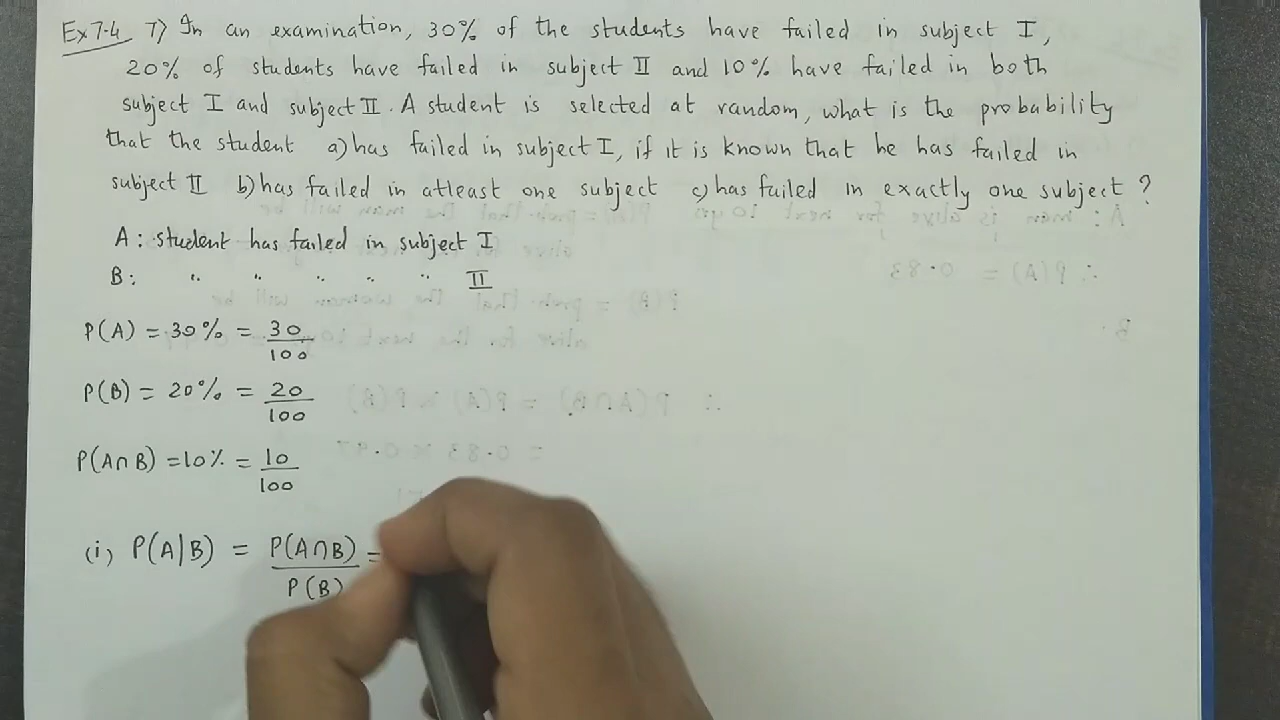 Ex 7.4 7) In an examination, 30% of the students have failed in subject I,
20% of students have failed in subject II and 10% have failed in both
subject I and subject II. A student is selected at random, what is the probability
that the student a) has failed in subject I, if it is known that he has failed in
subject II b) has failed in atleast one subject c) has failed in exactly one subject ?
A : student has failed in subject I
B : " " " " " II
P(A) = 30% = 30/100
P(B) = 20% = 20/100
P(A∩B) = 10% = 10/100
(i) P(A|B) = P(A∩B)/P(B) =